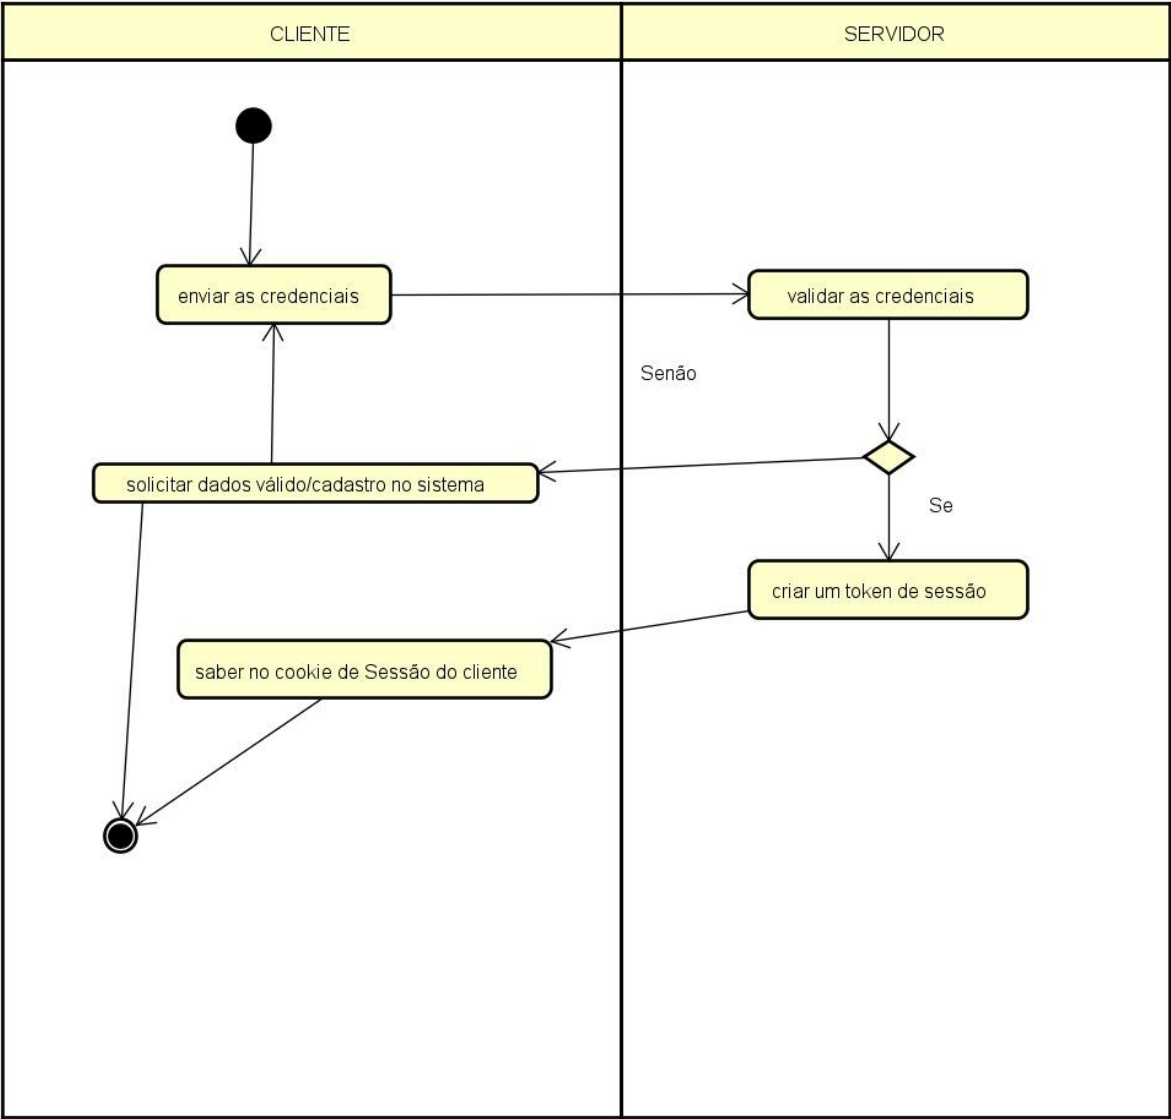 CLIENTE
SERVIDOR
enviar as credenciais
validar as credenciais
Senão
solicitar dados válido/cadastro no sistema
Se
criar um token de sessão
saber no cookie de Sessão do cliente